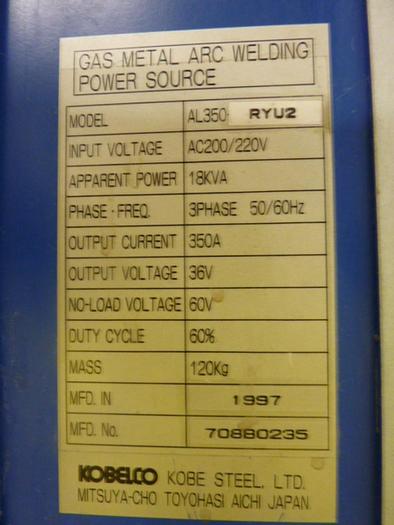 GAS METAL ARC WELDING
POWER SOURCE
MODEL AL350- RYU2
INPUT VOLTAGE AC200/220V
APPARENT POWER 18KVA
PHASE-FREQ. 3PHASE 50/60Hz
OUTPUT CURRENT 350A
OUTPUT VOLTAGE 36V
NO-LOAD VOLTAGE 60V
DUTY CYCLE 60%
MASS 120Kg
MFD. IN 1997
MFD. No. 70880235
KOBELCO KOBE STEEL, LTD.
MITSUYA-CHO TOYOHASI AICHI JAPAN.